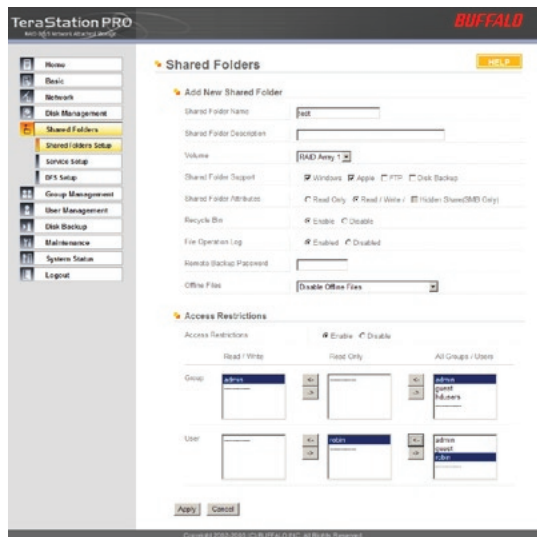 TeraStation PRO
BUFFALO
Home
Basic
Network
Disk Management
Shared Folders
Shared Folders Setup
Service Setup
DFS Setup
Group Management
User Management
Disk Backup
Maintenance
System Status
Logout
Shared Folders
HELP
Add New Shared Folder
Shared Folder Name test
Shared Folder Description
Volume RAID Array 1
Shared Folder Support Windows Apple FTP Disk Backup
Shared Folder Attributes Read Only Read / Write / Hidden Share(SMB Only)
Recycle Bin Enable Disable
File Operation Log Enabled Disabled
Remote Backup Password
Offline Files Disable Offline Files
Access Restrictions
Access Restrictions Enable Disable
Read / Write Read Only All Groups / Users
Group
admin
<-
->
<-
->
admin
guest
hdusers
User
<-
->
robin
<-
->
admin
guest
robin
Apply Cancel